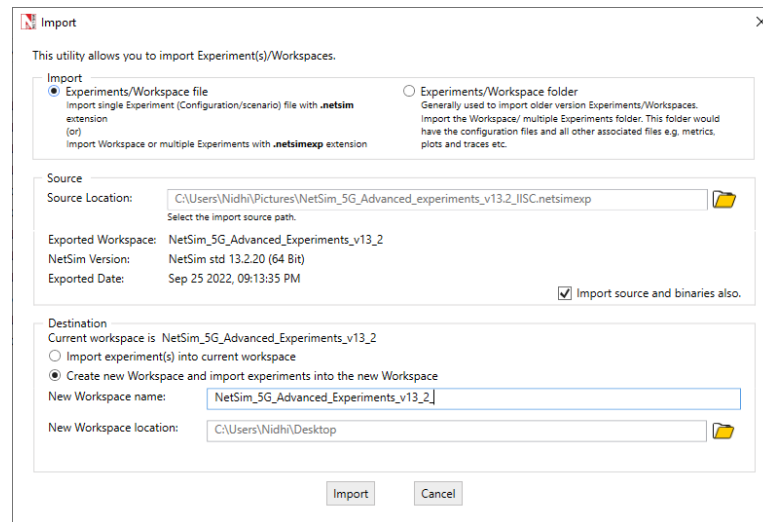 Import
This utility allows you to import Experiment(s)/Workspaces.
Import
Experiments/Workspace file
Import single Experiment (Configuration/scenario) file with .netsim
extension
(or)
Import Workspace or multiple Experiments with .netsimexp extension
Experiments/Workspace folder
Generally used to import older version Experiments/Workspaces.
Import the Workspace/ multiple Experiments folder. This folder would
have the configuration files and all other associated files e.g. metrics,
plots and traces etc.
Source
Source Location: C:\Users\Nidhi\Pictures\NetSim_5G_Advanced_experiments_v13.2_IISC.netsimexp
Select the import source path.
Exported Workspace: NetSim_5G_Advanced_Experiments_v13_2
NetSim Version: NetSim std 13.2.20 (64 Bit)
Exported Date: Sep 25 2022, 09:13:35 PM
Import source and binaries also.
Destination
Current workspace is NetSim_5G_Advanced_Experiments_v13_2
Import experiment(s) into current workspace
Create new Workspace and import experiments into the new Workspace
New Workspace name: NetSim_5G_Advanced_Experiments_v13_2_
New Workspace location: C:\Users\Nidhi\Desktop
Import Cancel